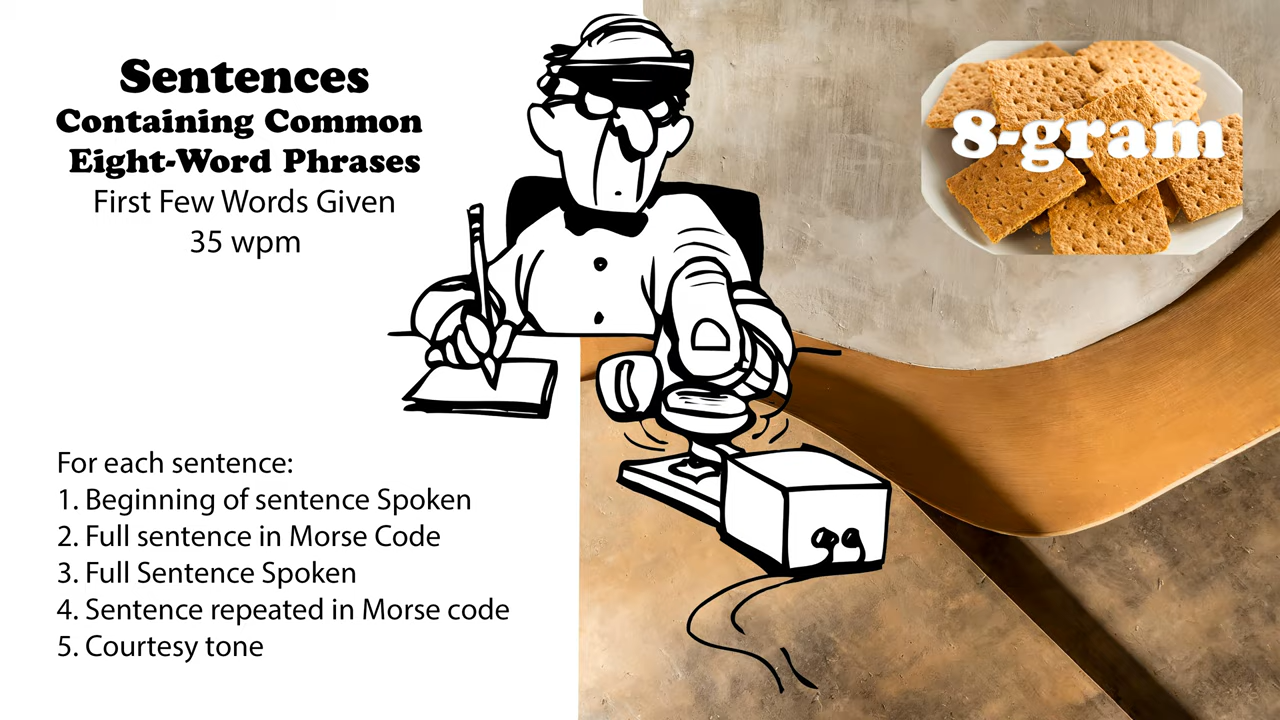 Sentences
Containing Common
Eight-Word Phrases
First Few Words Given
35 wpm
8-gram
For each sentence:
1. Beginning of sentence Spoken
2. Full sentence in Morse Code
3. Full Sentence Spoken
4. Sentence repeated in Morse code
5. Courtesy tone